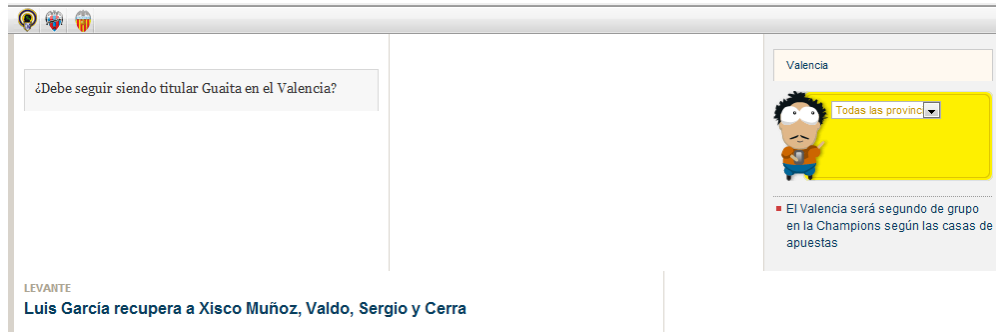 ¿Debe seguir siendo titular Guaita en el Valencia?
Valencia
Todas las provinc
El Valencia será segundo de grupo
en la Champions según las casas de
apuestas
LEVANTE
Luis García recupera a Xisco Muñoz, Valdo, Sergio y Cerra